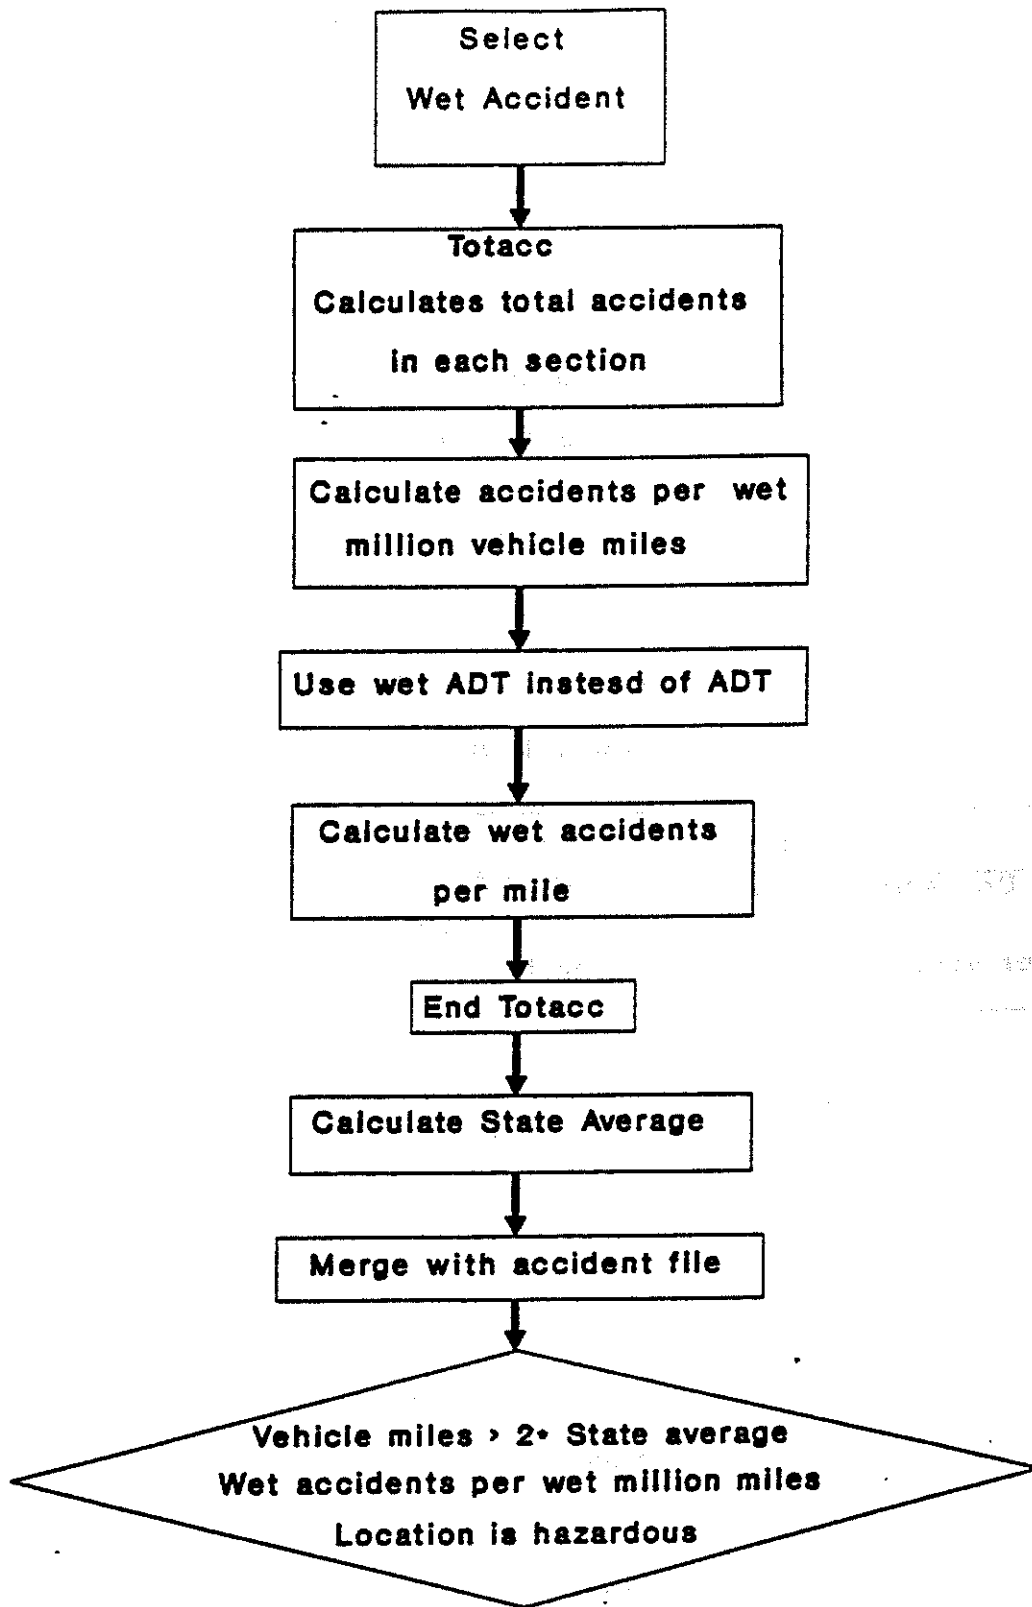 Select
Wet Accident
Totacc
Calculates total accidents
in each section
Calculate accidents per wet
million vehicle miles
Use wet ADT instesd of ADT
Calculate wet accidents
per mile
End Totacc
Calculate State Average
Merge with accident file
Vehicle miles > 2* State average
Wet accidents per wet million miles
Location is hazardous